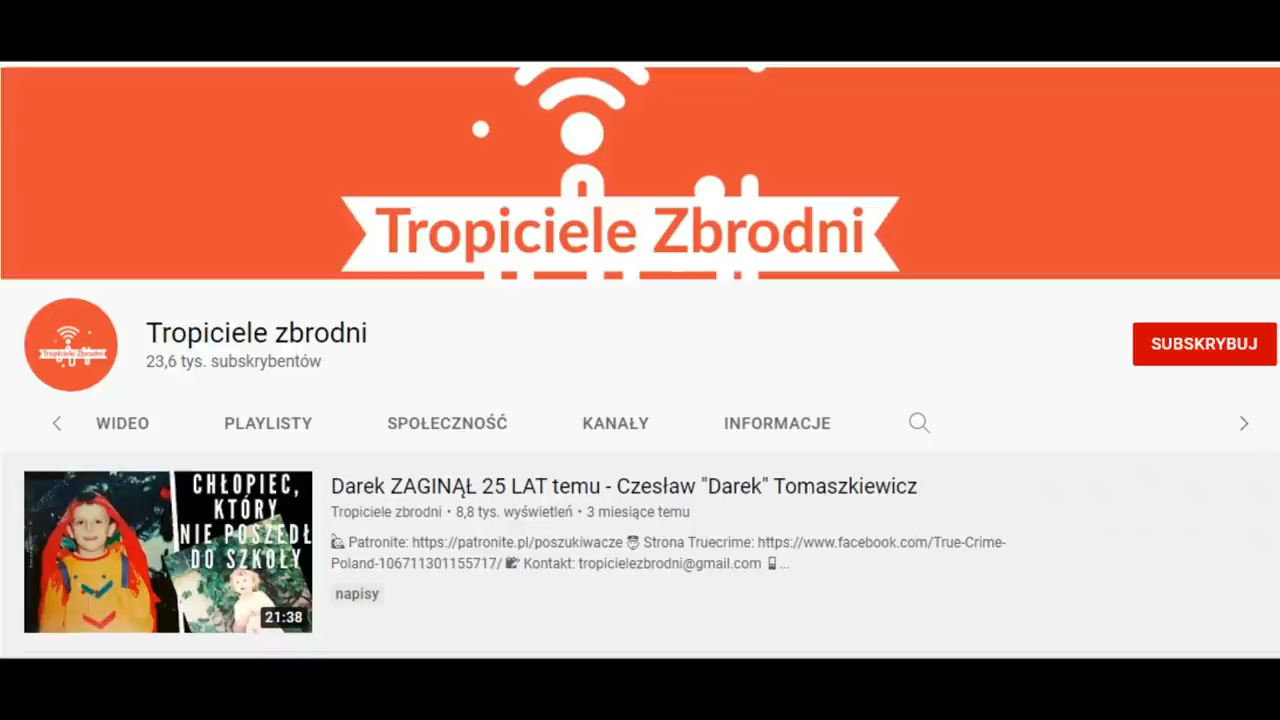 Tropiciele Zbrodni
Tropiciele Zbrodni
Tropiciele zbrodni
23,6 tys. subskrybentów
SUBSKRYBUJ
WIDEO PLAYLISTY SPOŁECZNOŚĆ KANAŁY INFORMACJE
CHŁOPIEC,
KTÓRY
NIE POSZEDŁ
DO SZKOŁY
21:38
Darek ZAGINĄŁ 25 LAT temu - Czesław "Darek" Tomaszkiewicz
Tropiciele zbrodni • 8,8 tys. wyświetleń • 3 miesiące temu
Patronite: https://patronite.pl/poszukiwacze Strona Truecrime: https://www.facebook.com/True-Crime-
Poland-106711301155717/ Kontakt: tropicielezbrodni@gmail.com ...
napisy